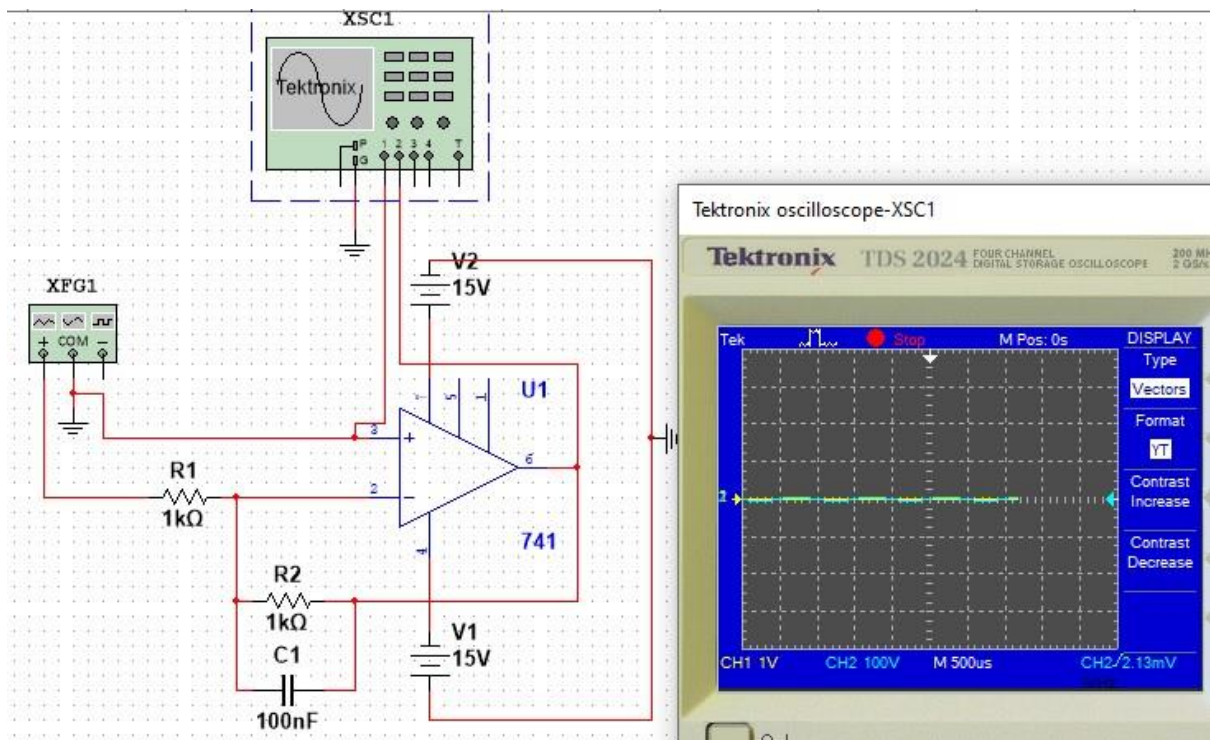 XSC1
Tektronix
P
G
1 2 3 4 T
XFG1
+ COM −
V2
15V
U1
7 5 1
3
+
2
−
6
4
741
R1
1kΩ
R2
1kΩ
C1
100nF
V1
15V
Tektronix oscilloscope-XSC1
Tektronix TDS 2024 FOUR CHANNEL
DIGITAL STORAGE OSCILLOSCOPE
200 MH
2 GS/s
Tek Stop M Pos: 0s
DISPLAY
Type
Vectors
Format
YT
Contrast
Increase
Contrast
Decrease
CH1 1V CH2 100V M 500us CH2 2.13mV